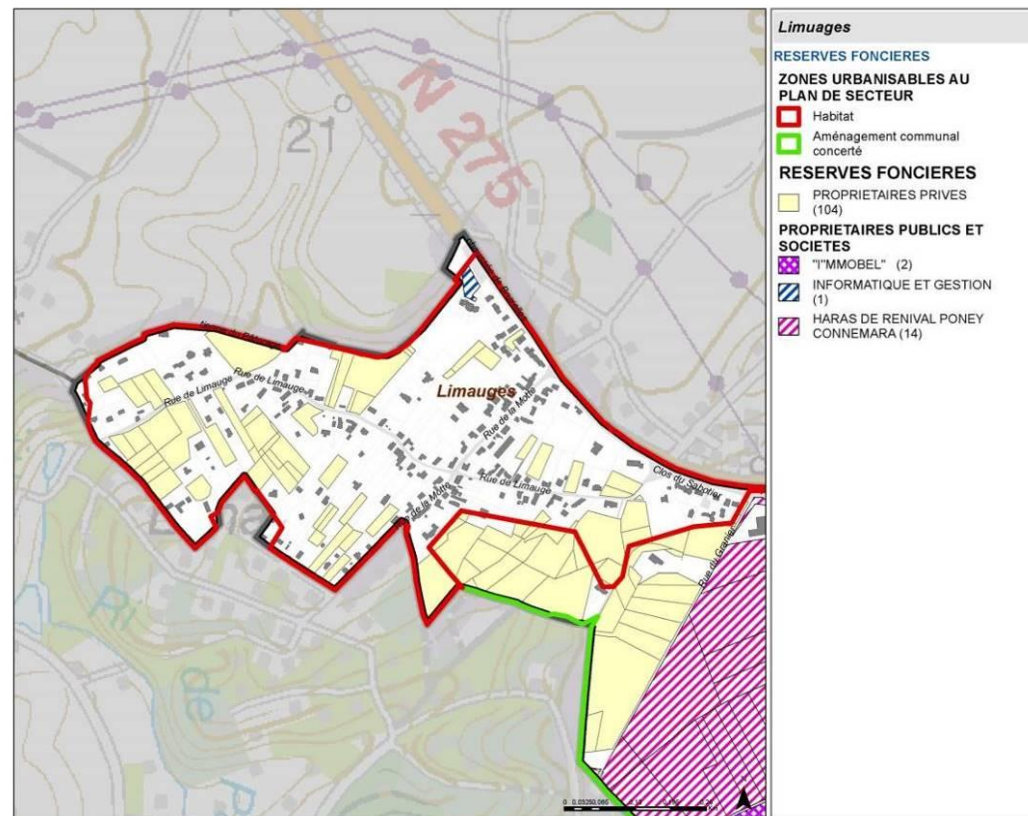 Limuages
RESERVES FONCIERES
ZONES URBANISABLES AU
PLAN DE SECTEUR
Habitat
Aménagement communal
concerté
RESERVES FONCIERES
PROPRIETAIRES PRIVES
(104)
PROPRIETAIRES PUBLICS ET
SOCIETES
"I"MMOBEL" (2)
INFORMATIQUE ET GESTION
(1)
HARAS DE RENIVAL PONEY
CONNEMARA (14)
N 275
21
Limauges
Rue de Limauge
Rue de Limauge
Rue de la Motte
Rue de Limauge
Clos du Sabotier
Rue de la Motte
Rue du Grazier
de